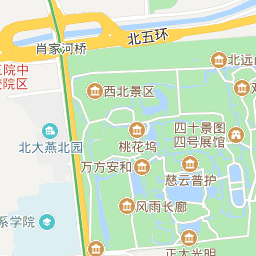 北五环
肖家河桥
三院中
院区
北远山
西北景区
桃花坞
四十景图
四号展馆
北大燕北园
万方安和
慈云普护
风雨长廊
系学院
正大光明